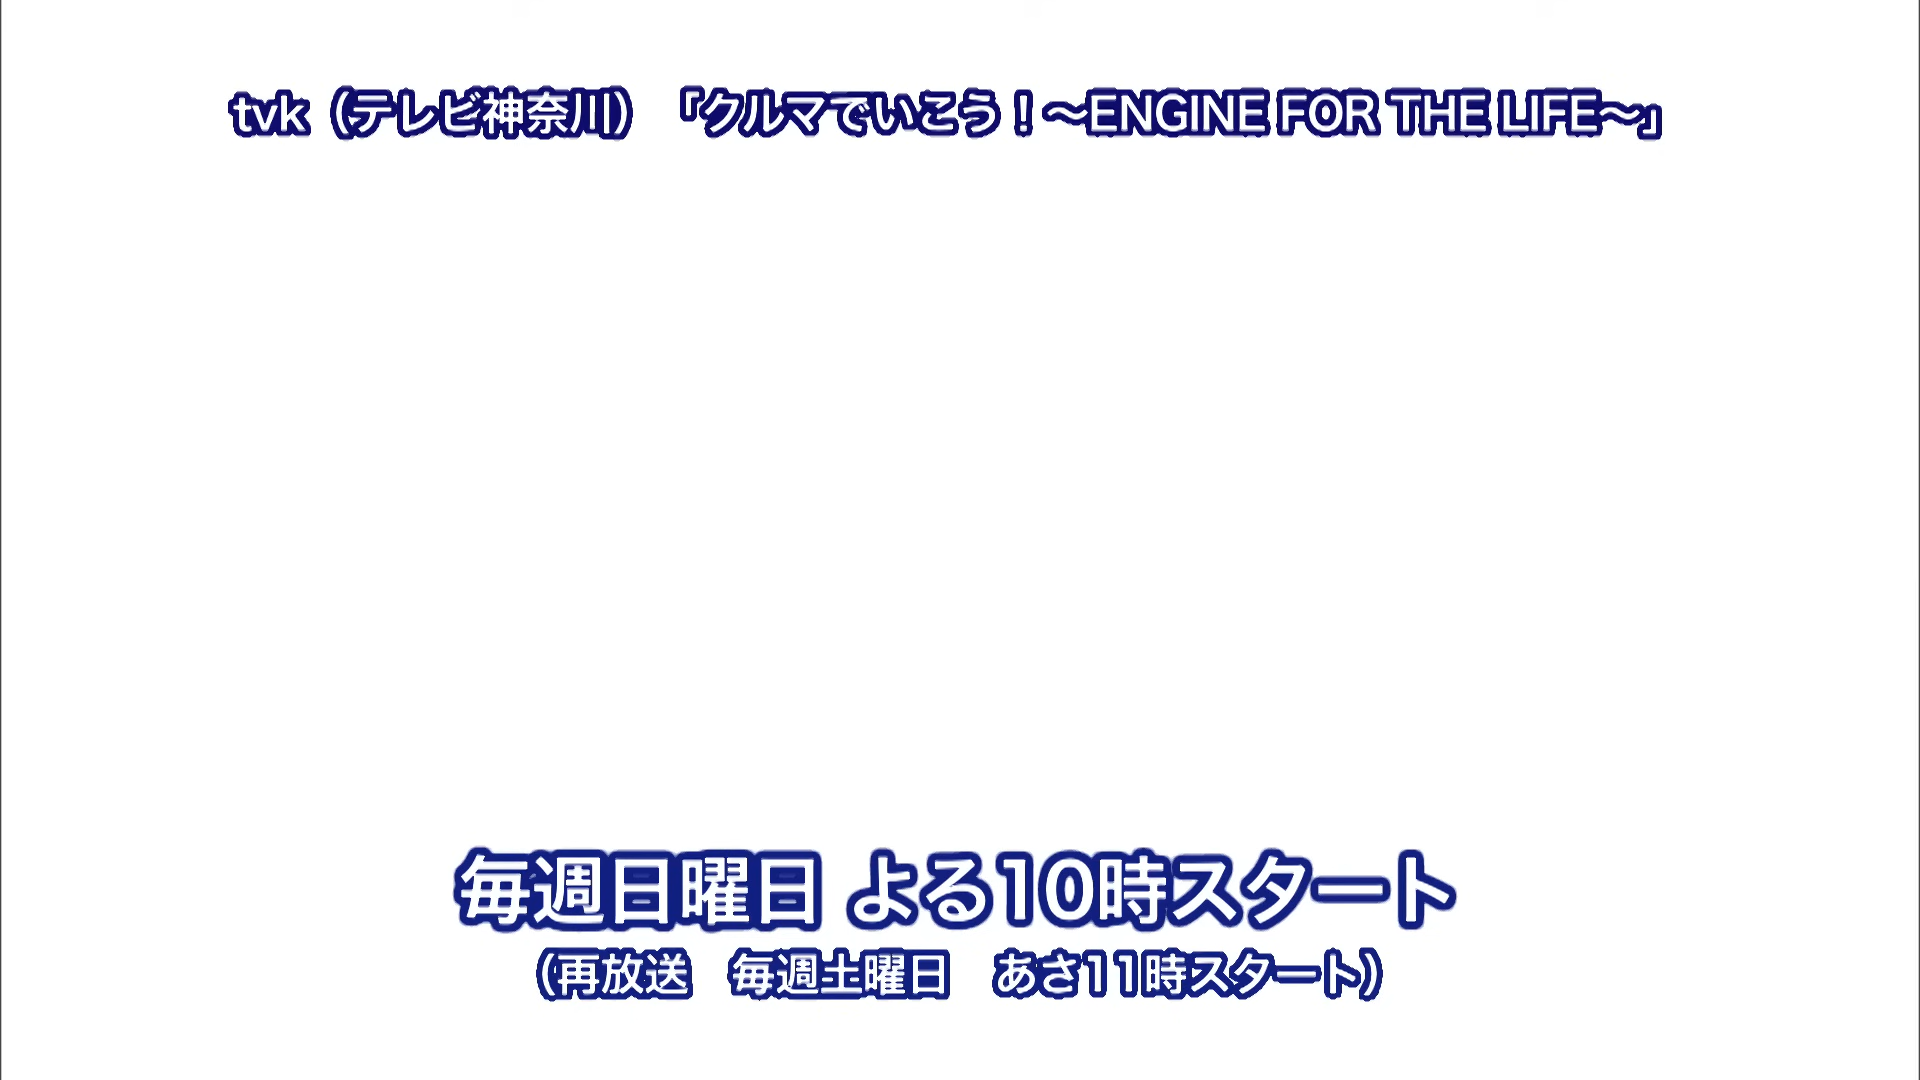 tvk（テレビ神奈川）「クルマでいこう！～ENGINE FOR THE LIFE～」
毎週日曜日 よる10時スタート
（再放送　毎週土曜日　あさ11時スタート）